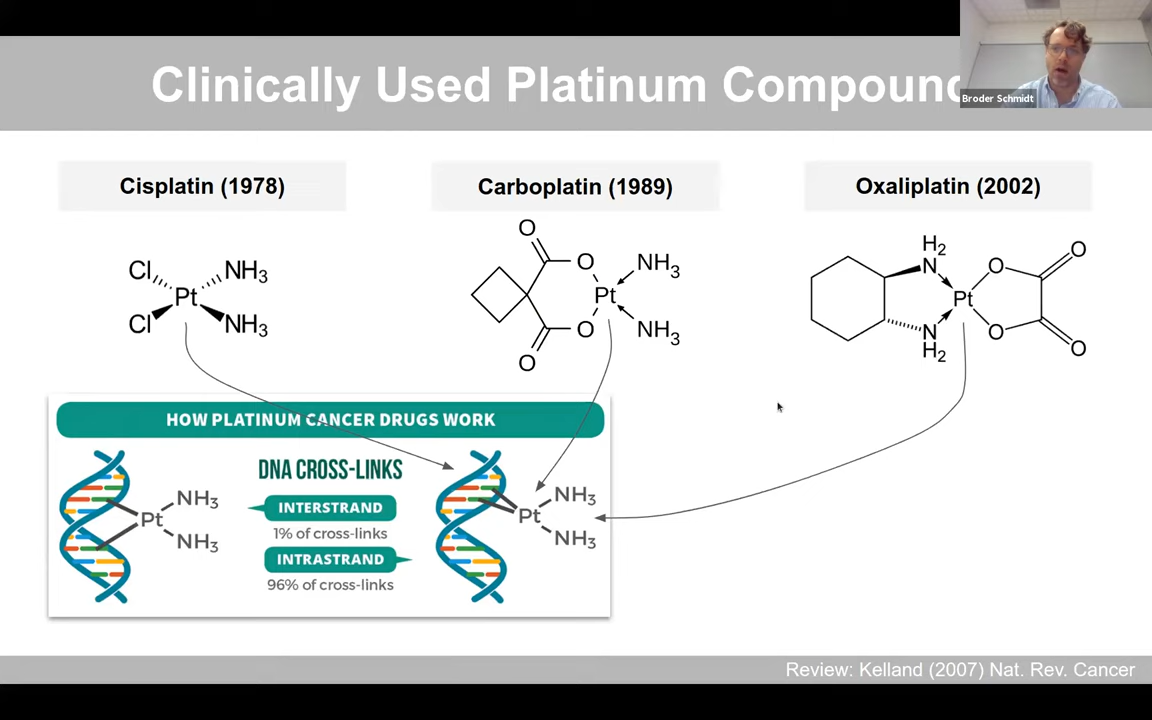 Clinically Used Platinum Compound
Broder Schmidt
Cisplatin (1978)
Carboplatin (1989)
Oxaliplatin (2002)
Cl
NH3
Pt
Cl
NH3
O
O
NH3
Pt
O
NH3
O
H2
N
O
O
Pt
N
H2
O
O
HOW PLATINUM CANCER DRUGS WORK
DNA CROSS-LINKS
INTERSTRAND
1% of cross-links
INTRASTRAND
96% of cross-links
NH3
Pt
NH3
NH3
Pt
NH3
Review: Kelland (2007) Nat. Rev. Cancer